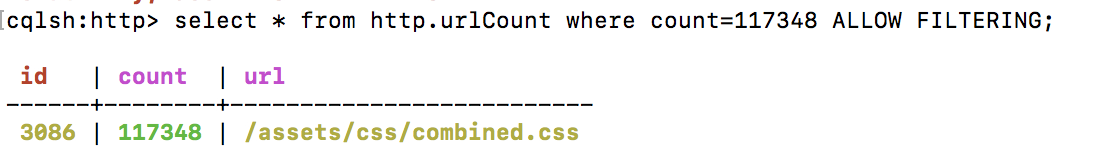 cqlsh:http> select * from http.urlCount where count=117348 ALLOW FILTERING;
id | count | url
------+--------+--------------------------
3086 | 117348 | /assets/css/combined.css